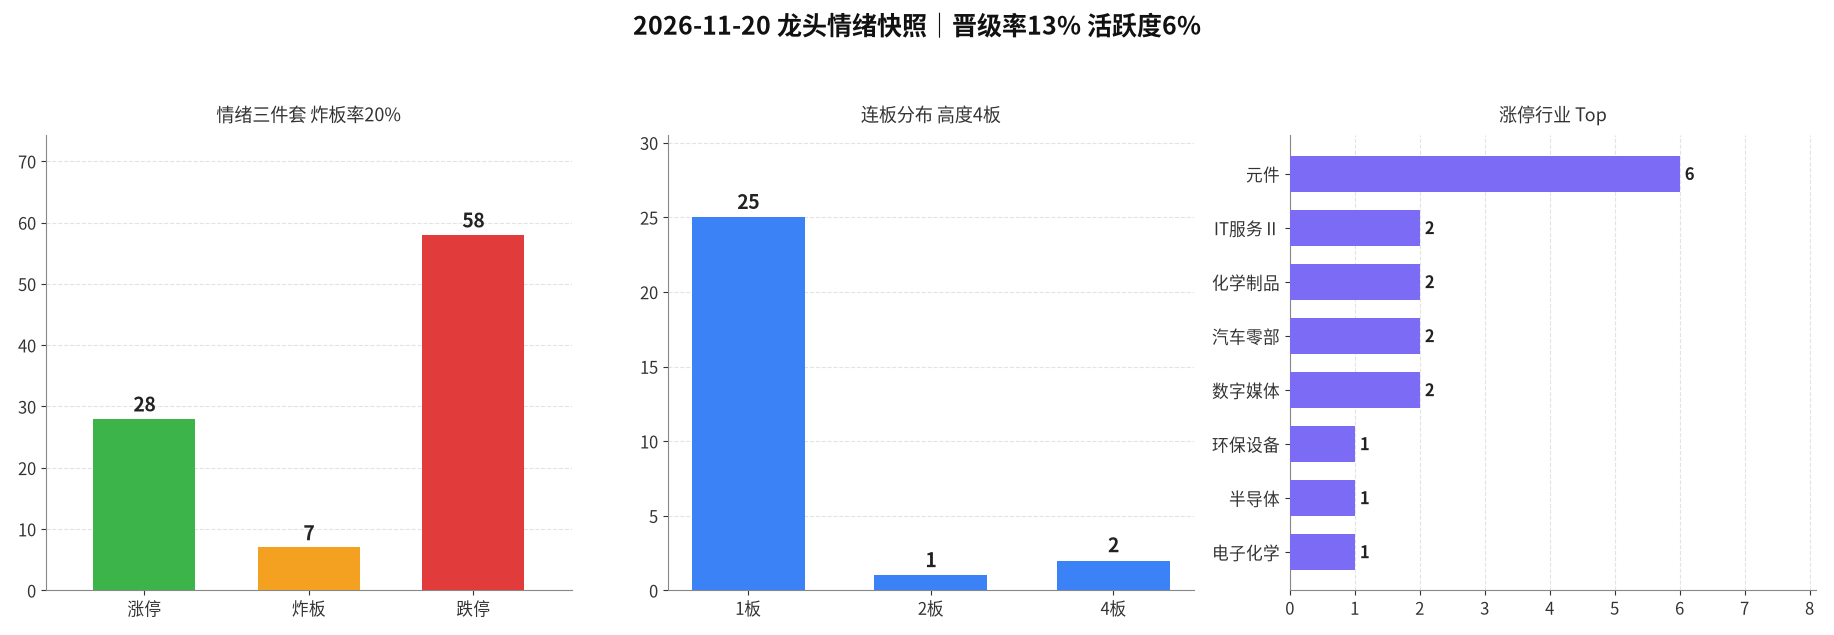 2026-11-20 龙头情绪快照｜晋级率13% 活跃度6%
情绪三件套 炸板率20%
70
60
50
40
30
20
10
0
28
7
58
涨停
炸板
跌停
连板分布 高度4板
30
25
20
15
10
5
0
25
1
2
1板
2板
4板
涨停行业 Top
元件
6
IT服务Ⅱ
2
化学制品
2
汽车零部
2
数字媒体
2
环保设备
1
半导体
1
电子化学
1
0
1
2
3
4
5
6
7
8